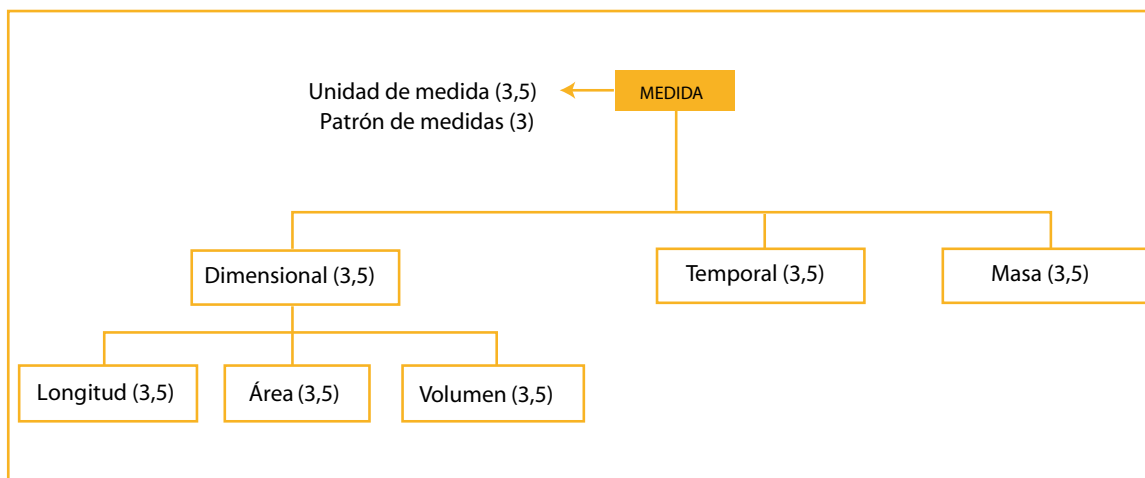 Unidad de medida (3,5)
MEDIDA
Patrón de medidas (3)
Dimensional (3,5)
Temporal (3,5)
Masa (3,5)
Longitud (3,5)
Área (3,5)
Volumen (3,5)